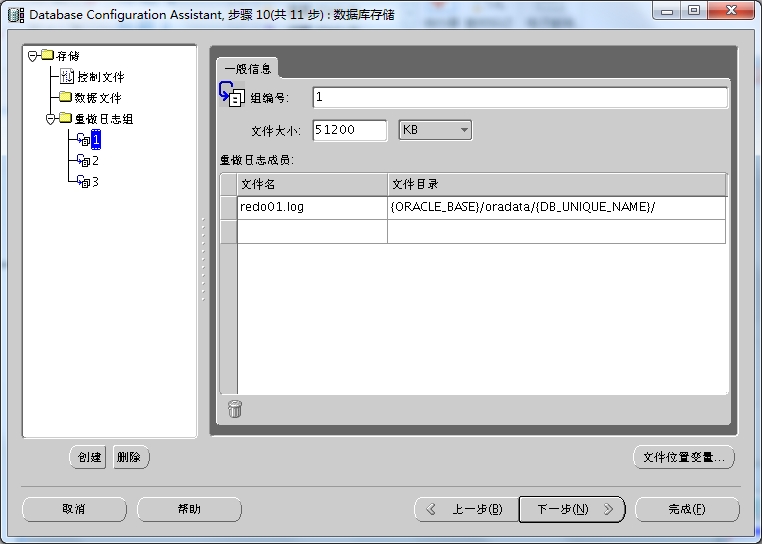 Database Configuration Assistant, 步骤 10(共 11 步) : 数据库存储
存储
控制文件
数据文件
重做日志组
1
2
3
一般信息
组编号: 1
文件大小: 51200 KB
重做日志成员:
文件名 文件目录
redo01.log {ORACLE_BASE}/oradata/{DB_UNIQUE_NAME}/
创建 删除 文件位置变量...
取消 帮助 上一步(B) 下一步(N) 完成(F)